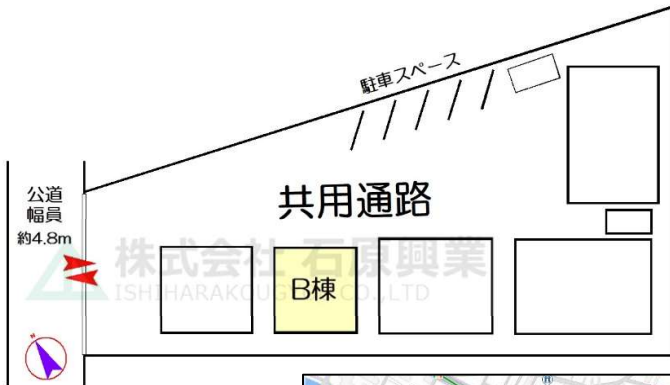 駐車スペース
公道
幅員
約4.8m
共用通路
株式会社 石原興業
ISHIHARAKOUGYO CO.,LTD
B棟
N
H